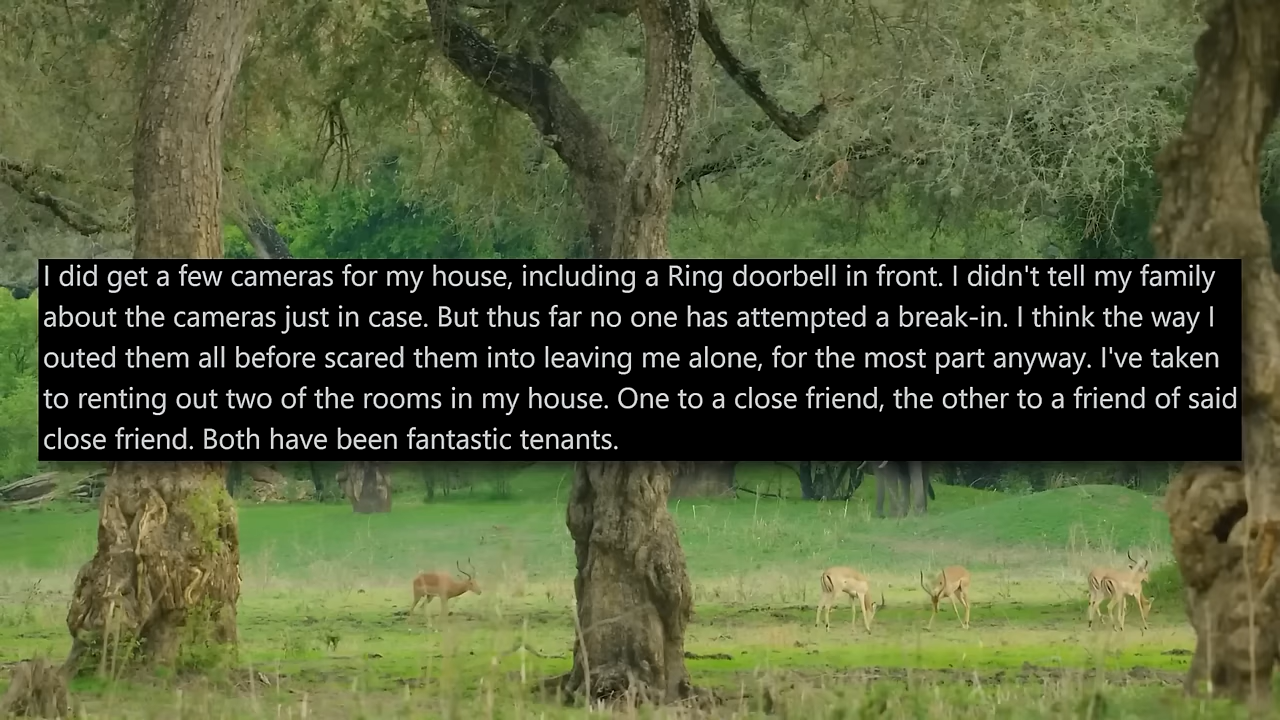 I did get a few cameras for my house, including a Ring doorbell in front. I didn't tell my family
about the cameras just in case. But thus far no one has attempted a break-in. I think the way I
outed them all before scared them into leaving me alone, for the most part anyway. I've taken
to renting out two of the rooms in my house. One to a close friend, the other to a friend of said
close friend. Both have been fantastic tenants.